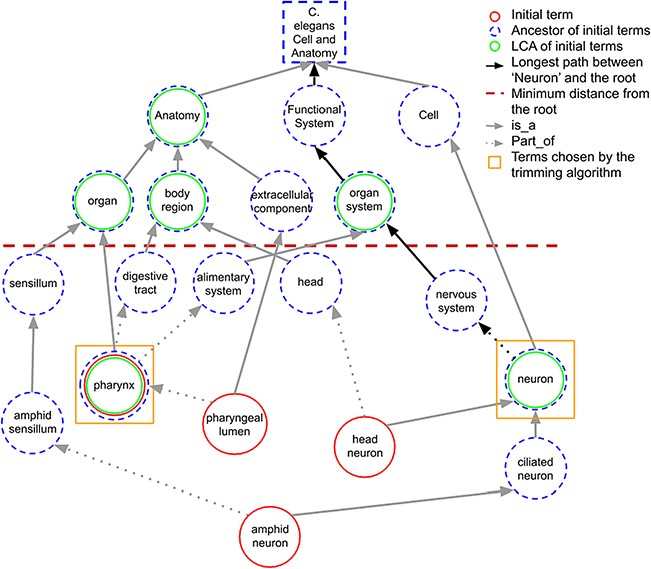 C.
elegans
Cell and
Anatomy
Initial term
Ancestor of initial terms
LCA of initial terms
Longest path between
'Neuron' and the root
Minimum distance from
the root
is_a
Part_of
Terms chosen by the
trimming algorithm
Anatomy
Functional
System
Cell
organ
body
region
extracellular
component
organ
system
sensillum
digestive
tract
alimentary
system
head
nervous
system
pharynx
neuron
amphid
sensillum
pharyngeal
lumen
head
neuron
ciliated
neuron
amphid
neuron